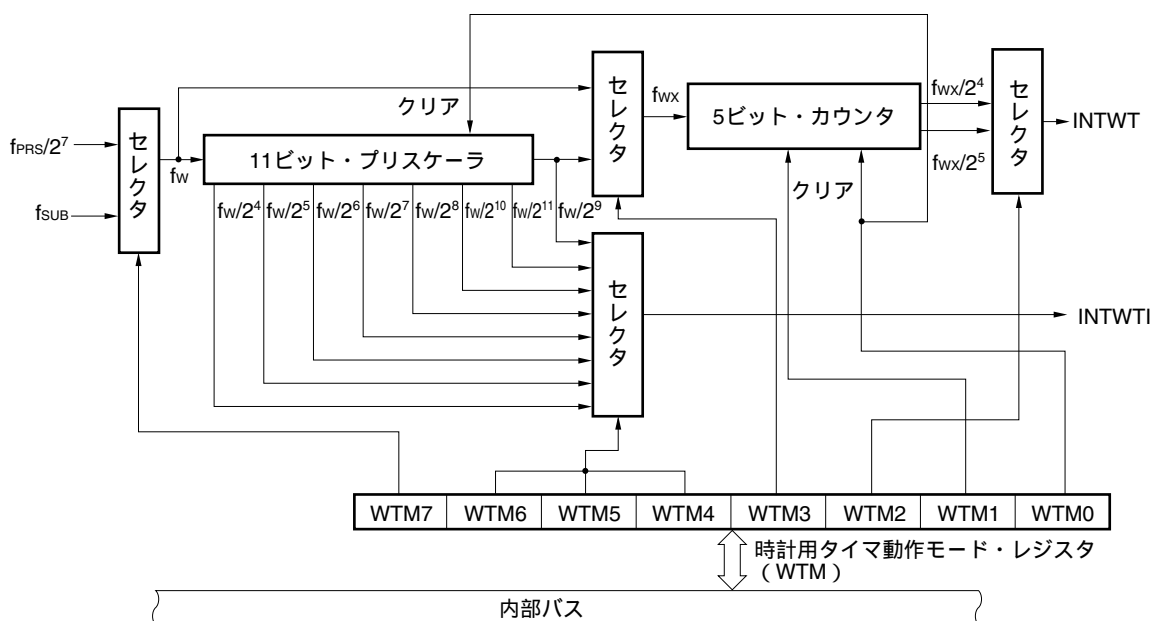 fPRS/2⁷
fSUB
セレクタ
fW
クリア
11ビット・プリスケーラ
fW/2⁴ fW/2⁵ fW/2⁶ fW/2⁷ fW/2⁸ fW/2¹⁰ fW/2¹¹ fW/2⁹
セレクタ
fWX
5ビット・カウンタ
クリア
fWX/2⁴
fWX/2⁵
セレクタ
INTWT
セレクタ
INTWTI
WTM7 WTM6 WTM5 WTM4 WTM3 WTM2 WTM1 WTM0
時計用タイマ動作モード・レジスタ
（WTM）
内部バス